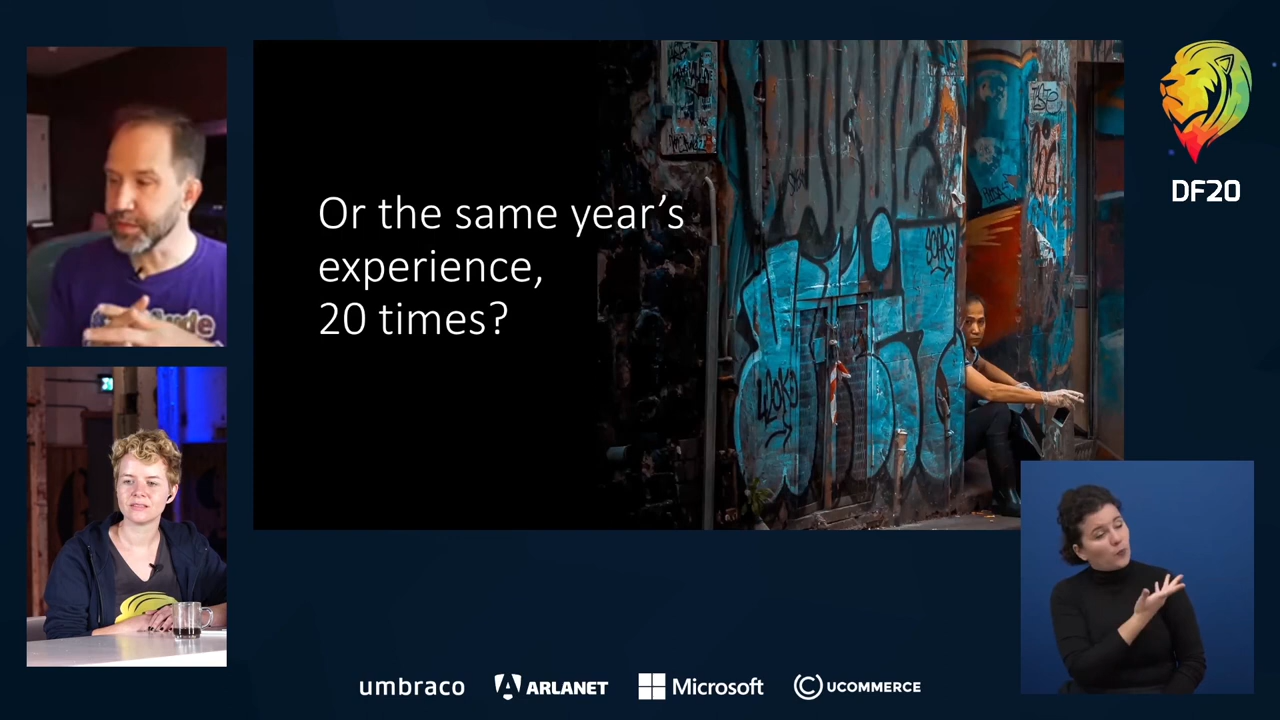 Or the same year's
experience,
20 times?
DF20
umbraco
ARLANET
Microsoft
UCOMMERCE